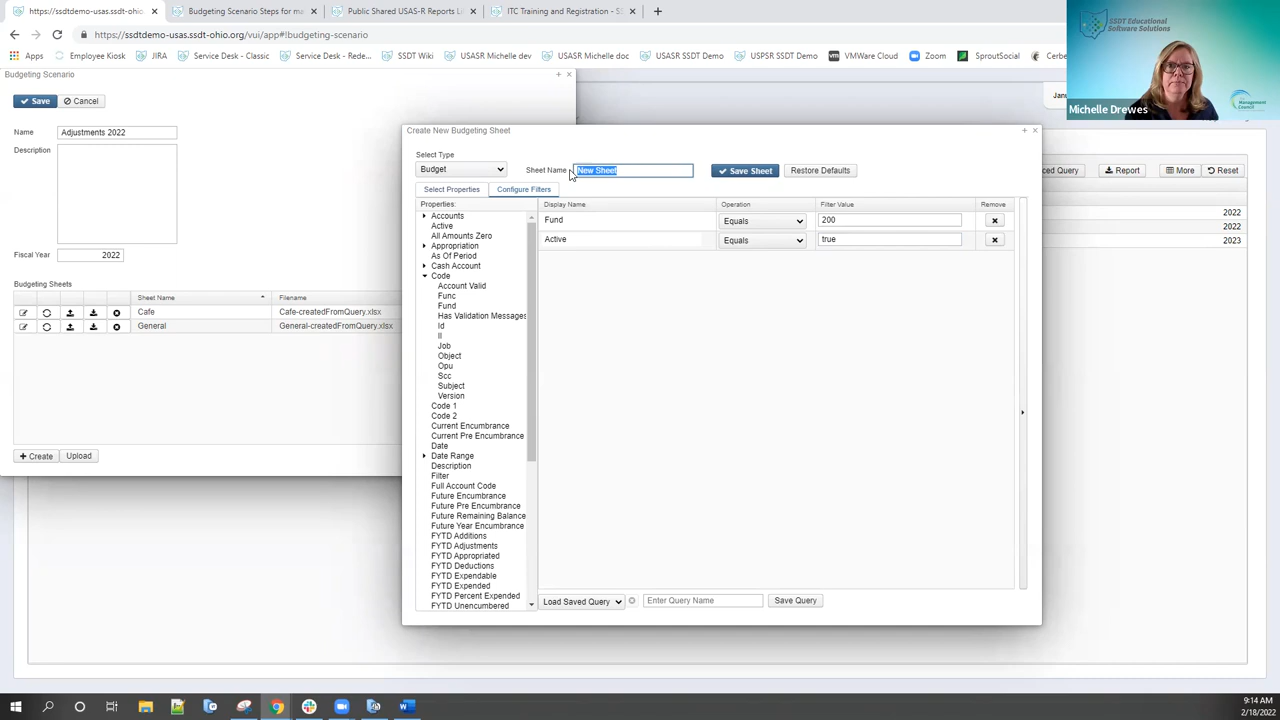 https://ssdtdemo-usas.ssdt-ohio.org/
Budgeting Scenario Steps for ma
Public Shared USAS-R Reports Li
ITC Training and Registration - SS
https://ssdtdemo-usas.ssdt-ohio.org/vui/app#!budgeting-scenario
Apps
Employee Kiosk
JIRA
Service Desk - Classic
Service Desk - Queues...
SSDT Wiki
USASR Michelle dev
USASR Michelle doc
USAS SSDT Demo
USPSR SSDT Demo
VMWare Cloud
Zoom
SproutSocial
Cerbe
SSDT Educational
Software Solutions
Management
Council
Michelle Drewes
Budgeting Scenario
Save
Cancel
Name
Adjustments 2022
Description
Fiscal Year
2022
Budgeting Sheets
Sheet Name
Filename
Cafe
Cafe-createdFromQuery.xlsx
General
General-createdFromQuery.xlsx
Create
Upload
Create New Budgeting Sheet
Select Type
Budget
Sheet Name
New Sheet
Save Sheet
Restore Defaults
Select Properties
Configure Filters
Properties:
Display Name
Operation
Filter Value
Remove
Fund
Equals
200
Active
Equals
true
Accounts
Active
All Amounts Zero
Appropriation
As Of Period
Cash Account
Code
Account Valid
Func
Fund
Has Validation Messages
Id
Il
Job
Object
Opu
Scc
Subject
Version
Code 1
Code 2
Current Encumbrance
Current Pre Encumbrance
Date
Date Range
Description
Filter
Full Account Code
Future Encumbrance
Future Pre Encumbrance
Future Remaining Balance
Future Year Encumbrance
FYTD Additions
FYTD Adjustments
FYTD Appropriated
FYTD Deductions
FYTD Expendable
FYTD Expended
FYTD Percent Expended
FYTD Unencumbered
Load Saved Query
Enter Query Name
Save Query
Janu
ced Query
Report
More
Reset
2022
2022
2023
9:14 AM
2/18/2022